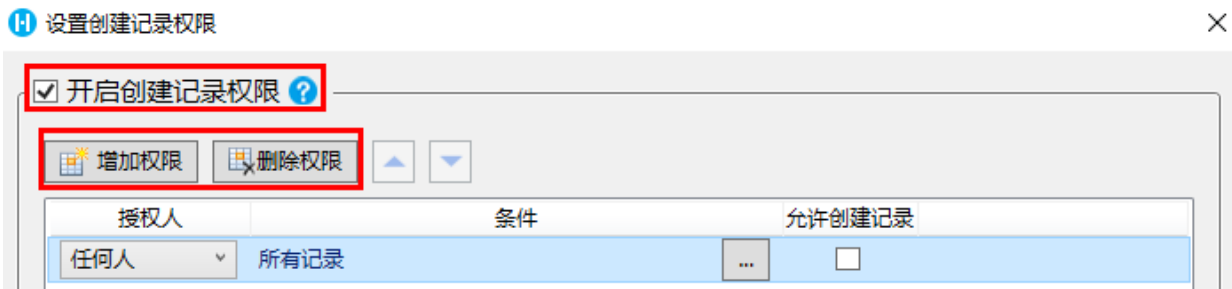 设置创建记录权限
开启创建记录权限 ?
增加权限 删除权限
授权人 条件 允许创建记录
任何人 所有记录 ...